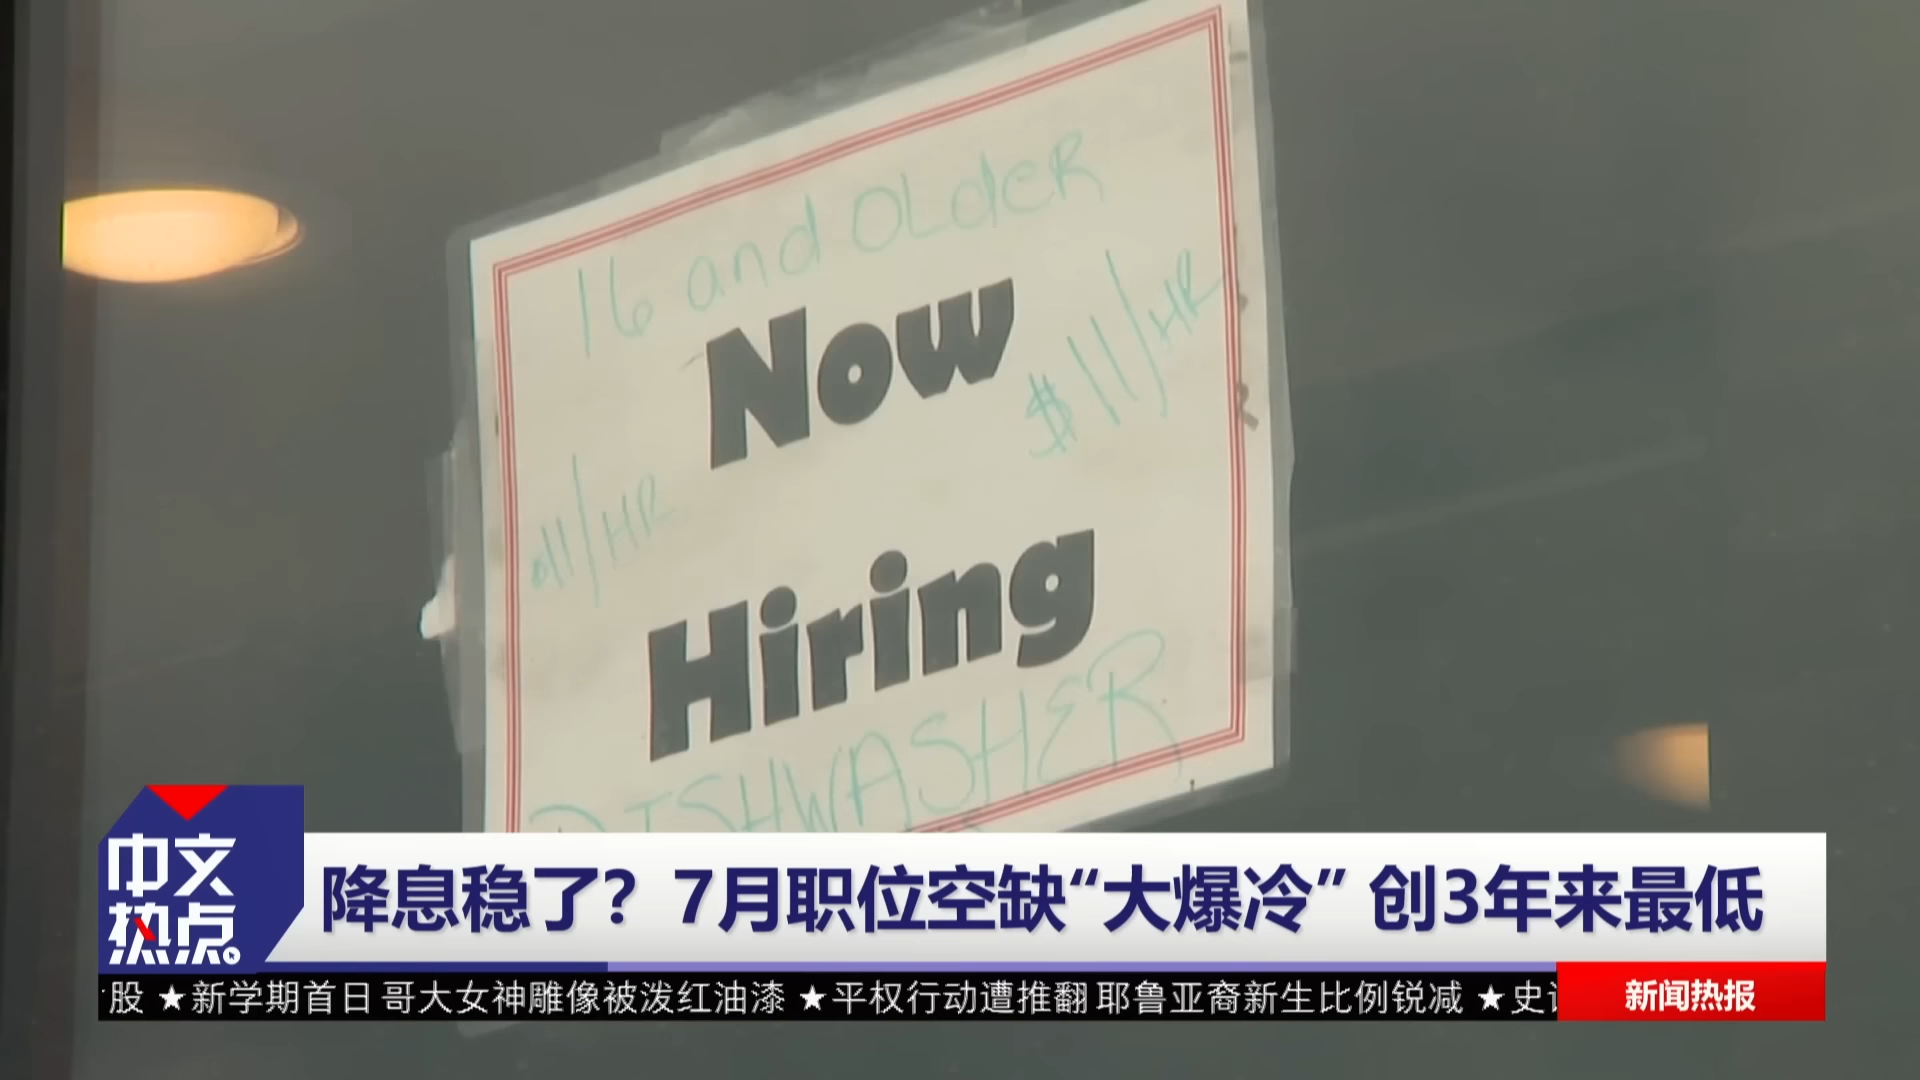 16 and OLdeR
Now
$11/HR
11/HR
Hiring
DISHWASHER
中文
热点
降息稳了？7月职位空缺“大爆冷” 创3年来最低
股 ★新学期首日 哥大女神雕像被泼红油漆 ★平权行动遭推翻 耶鲁亚裔新生比例锐减 ★史
新闻热报